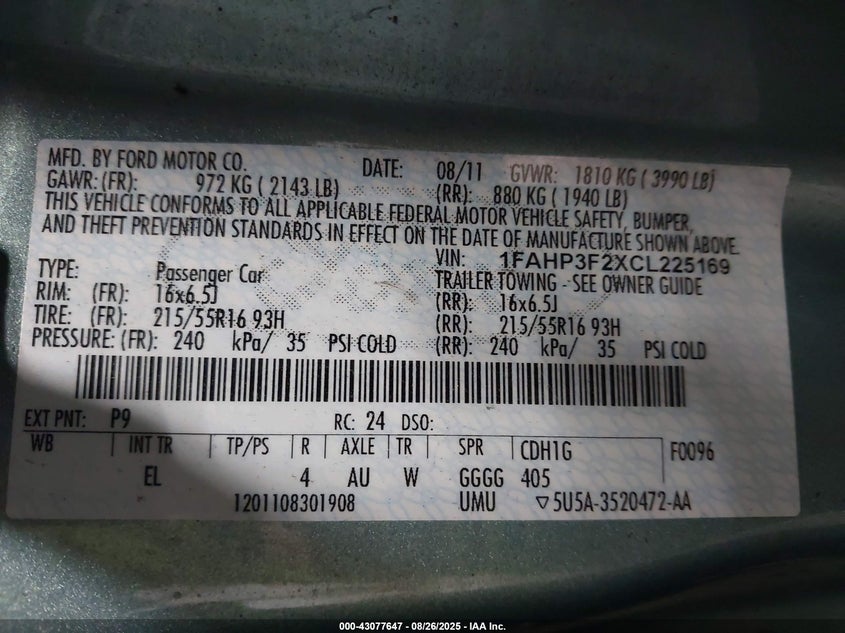 MFD. BY FORD MOTOR CO. DATE: 08/11 GVWR: 1810 KG ( 3990 LB)
GAWR: (FR): 972 KG ( 2143 LB) (RR): 880 KG ( 1940 LB)
THIS VEHICLE CONFORMS TO ALL APPLICABLE FEDERAL MOTOR VEHICLE SAFETY, BUMPER,
AND THEFT PREVENTION STANDARDS IN EFFECT ON THE DATE OF MANUFACTURE SHOWN ABOVE.
VIN: 1FAHP3F2XCL225169
TYPE: Passenger Car TRAILER TOWING - SEE OWNER GUIDE
RIM: (FR): 16x6.5J (RR): 16x6.5J
TIRE: (FR): 215/55R16 93H (RR): 215/55R16 93H
PRESSURE: (FR): 240 kPa/ 35 PSI COLD (RR): 240 kPa/ 35 PSI COLD
EXT PNT: P9 RC: 24 DSO:
WB INT TR TP/PS R AXLE TR SPR CDH1G F0096
EL 4 AU W GGGG 405
1201108301908 UMU ▽5U5A-3520472-AA
000-43077647 - 08/26/2025 - IAA Inc.